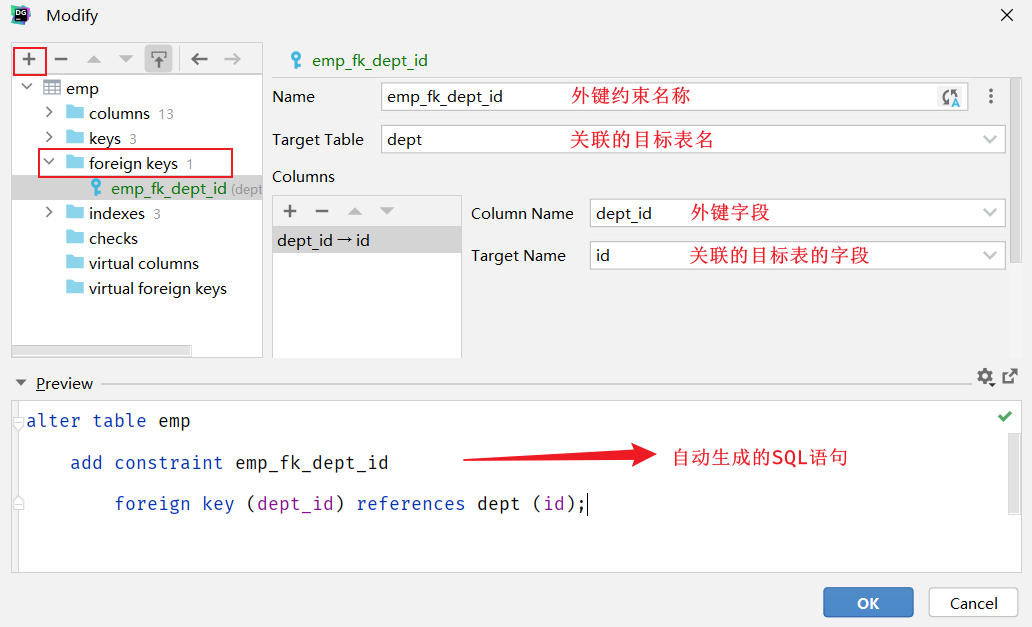 DG
Modify
emp
columns 13
keys 3
foreign keys 1
emp_fk_dept_id (dept
indexes 3
checks
virtual columns
virtual foreign keys
emp_fk_dept_id
Name emp_fk_dept_id 外键约束名称
Target Table dept 关联的目标表名
Columns
dept_id → id
Column Name dept_id 外键字段
Target Name id 关联的目标表的字段
Preview
alter table emp
add constraint emp_fk_dept_id 自动生成的SQL语句
foreign key (dept_id) references dept (id);
OK Cancel